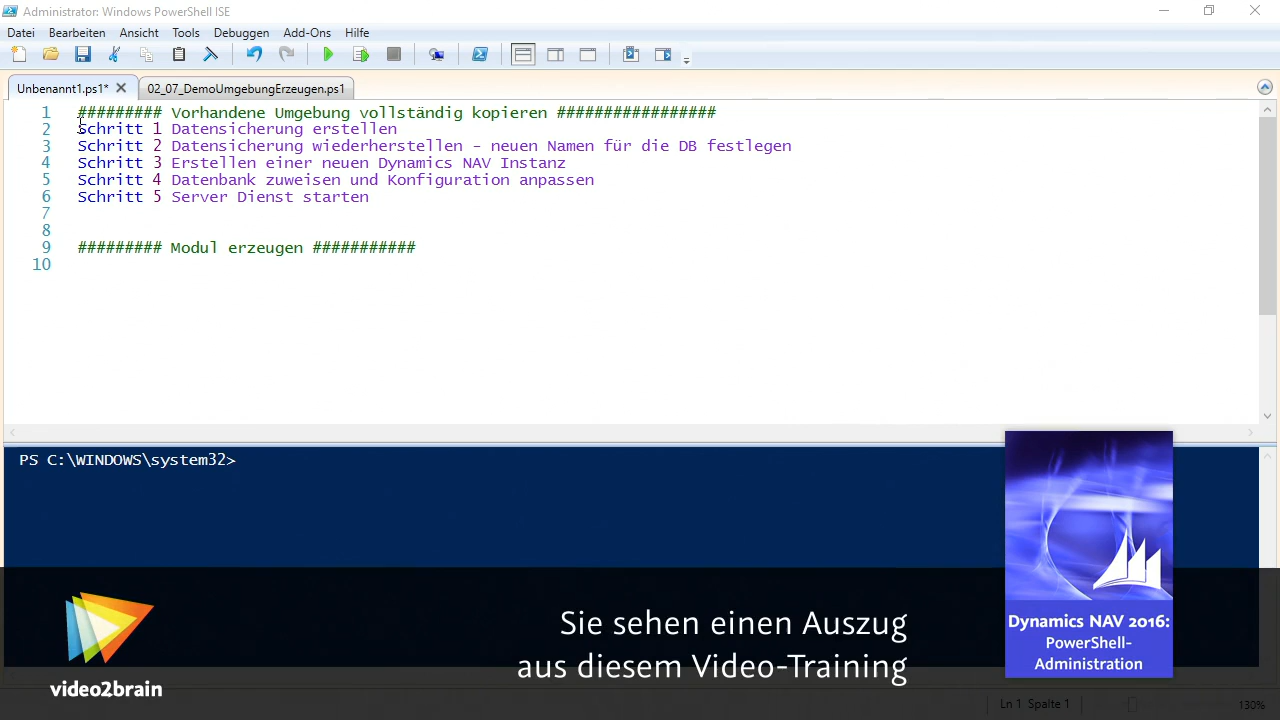 Administrator: Windows PowerShell ISE
Datei Bearbeiten Ansicht Tools Debuggen Add-Ons Hilfe
Unbenannt1.ps1* 02_07_DemoUmgebungErzeugen.ps1
1 ######### Vorhandene Umgebung vollständig kopieren #################
2 Schritt 1 Datensicherung erstellen
3 Schritt 2 Datensicherung wiederherstellen - neuen Namen für die DB festlegen
4 Schritt 3 Erstellen einer neuen Dynamics NAV Instanz
5 Schritt 4 Datenbank zuweisen und Konfiguration anpassen
6 Schritt 5 Server Dienst starten
7
8
9 ######### Modul erzeugen ###########
10
PS C:\WINDOWS\system32>
Sie sehen einen Auszug
aus diesem Video-Training
Dynamics NAV 2016:
PowerShell-
Administration
video2brain
Ln 1 Spalte 1 130%